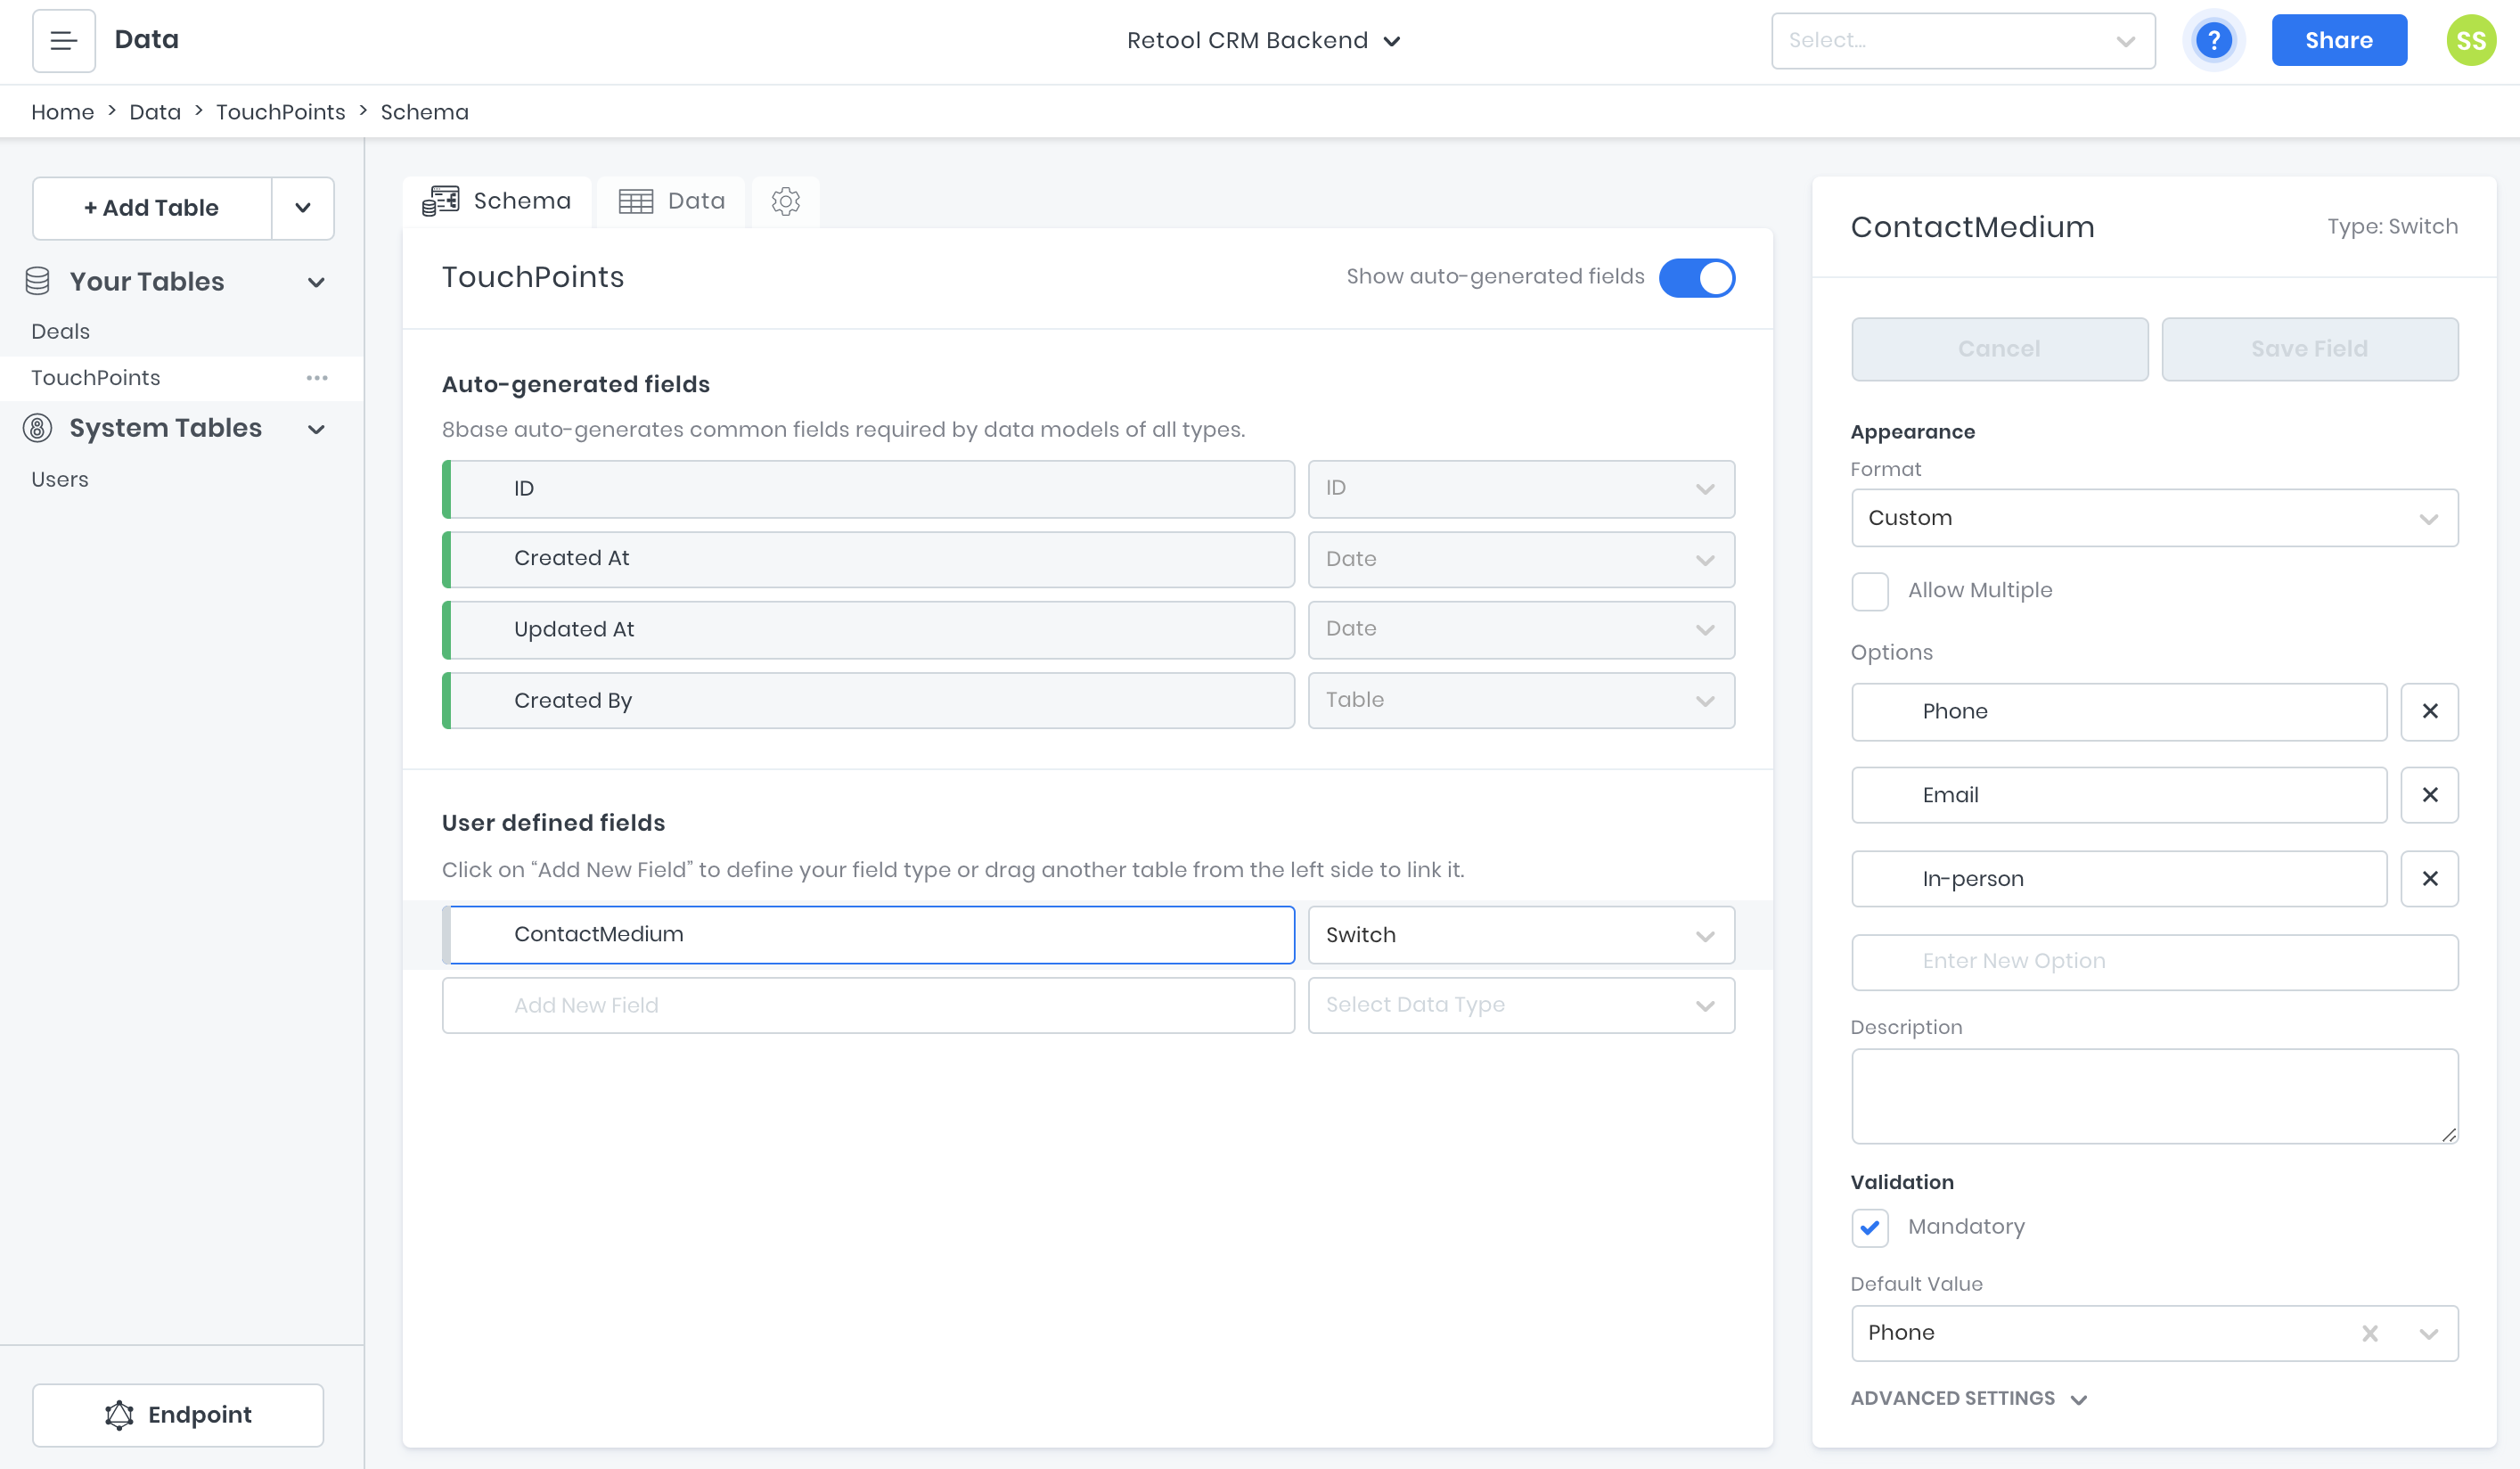 Data
Retool CRM Backend
Select...
?
Share
SS
Home > Data > TouchPoints > Schema
+ Add Table
Your Tables
Deals
TouchPoints
8 System Tables
Users
Endpoint
Schema
Data
TouchPoints
Show auto-generated fields
Auto-generated fields
8base auto-generates common fields required by data models of all types.
ID
ID
Created At
Date
Updated At
Date
Created By
Table
User defined fields
Click on “Add New Field” to define your field type or drag another table from the left side to link it.
ContactMedium
Switch
Add New Field
Select Data Type
ContactMedium
Type: Switch
Cancel
Save Field
Appearance
Format
Custom
Allow Multiple
Options
Phone
Email
In-person
Enter New Option
Description
Validation
Mandatory
Default Value
Phone
ADVANCED SETTINGS